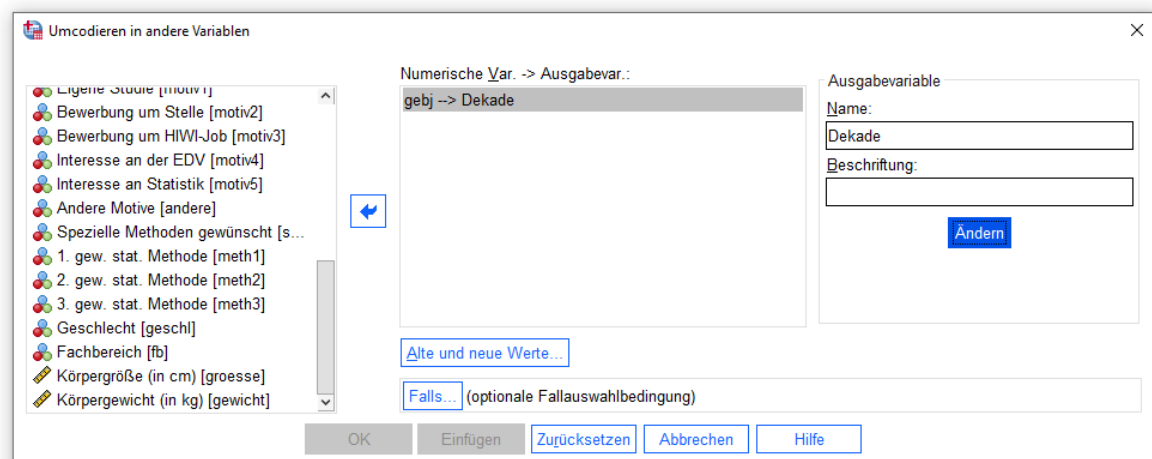 Umcodieren in andere Variablen
Eigene Studie [motiv1]
Bewerbung um Stelle [motiv2]
Bewerbung um HIWI-Job [motiv3]
Interesse an der EDV [motiv4]
Interesse an Statistik [motiv5]
Andere Motive [andere]
Spezielle Methoden gewünscht [s...
1. gew. stat. Methode [meth1]
2. gew. stat. Methode [meth2]
3. gew. stat. Methode [meth3]
Geschlecht [geschl]
Fachbereich [fb]
Körpergröße (in cm) [groesse]
Körpergewicht (in kg) [gewicht]
Numerische Var. -> Ausgabevar.:
gebj --> Dekade
Alte und neue Werte...
Falls... (optionale Fallauswahlbedingung)
Ausgabevariable
Name:
Dekade
Beschriftung:
Ändern
OK Einfügen Zurücksetzen Abbrechen Hilfe